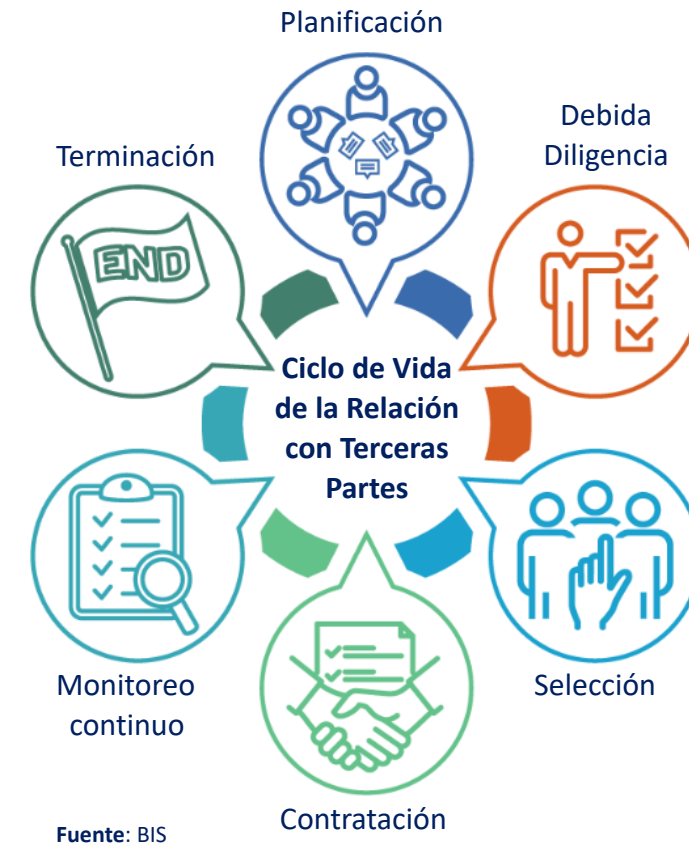 Planificación
Debida
Diligencia
Terminación
END
Ciclo de Vida
de la Relación
con Terceras
Partes
Monitoreo
continuo
Selección
Contratación
Fuente: BIS